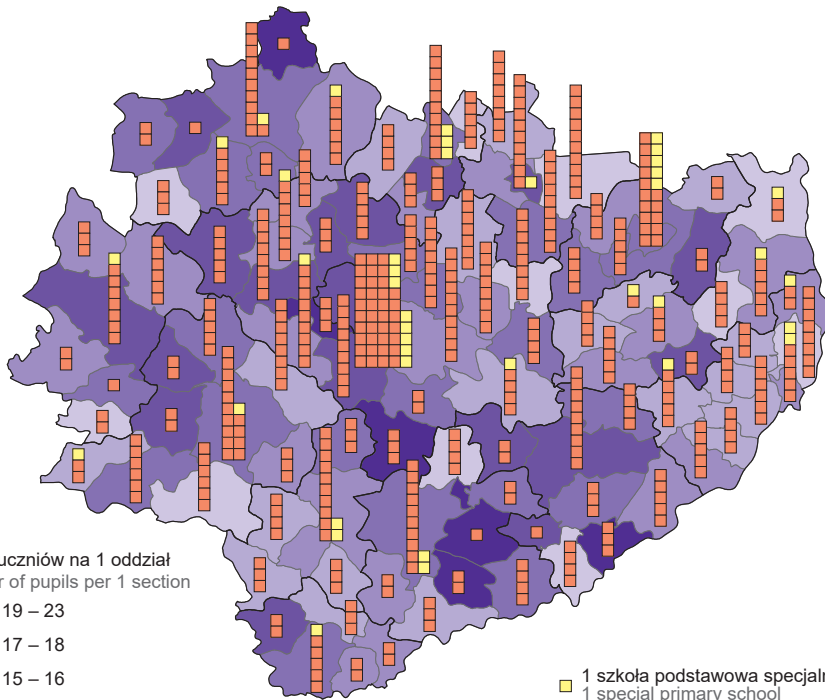 uczniów na 1 oddział
of pupils per 1 section
19 – 23
17 – 18
15 – 16
1 szkoła podstawowa
1 special primary school